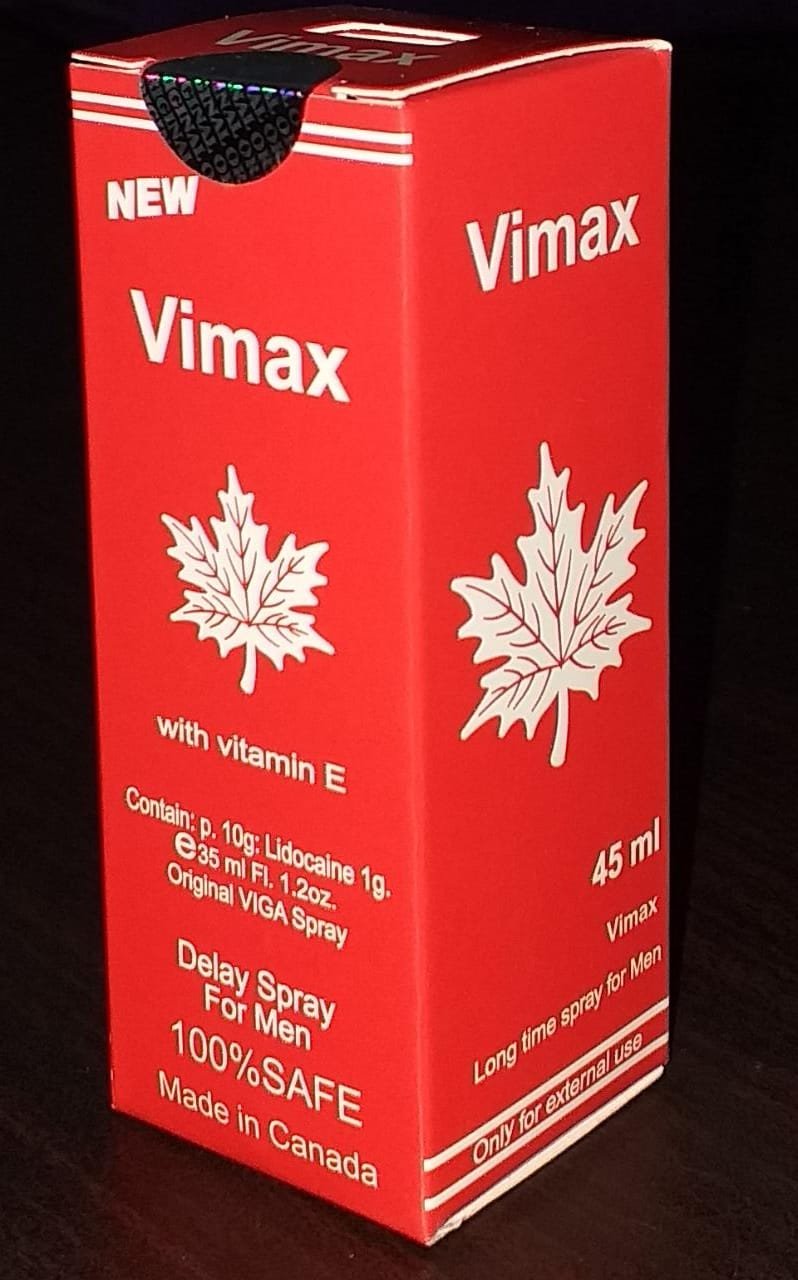 Vimax
NEW
Vimax
with vitamin E
Contain: p. 10g: Lidocaine 1g.
e35 ml Fl. 1.2oz.
Original VIGA Spray
Delay Spray
For Men
100%SAFE
Made in Canada
Vimax
45 ml
Vimax
Long time spray for Men
Only for external use